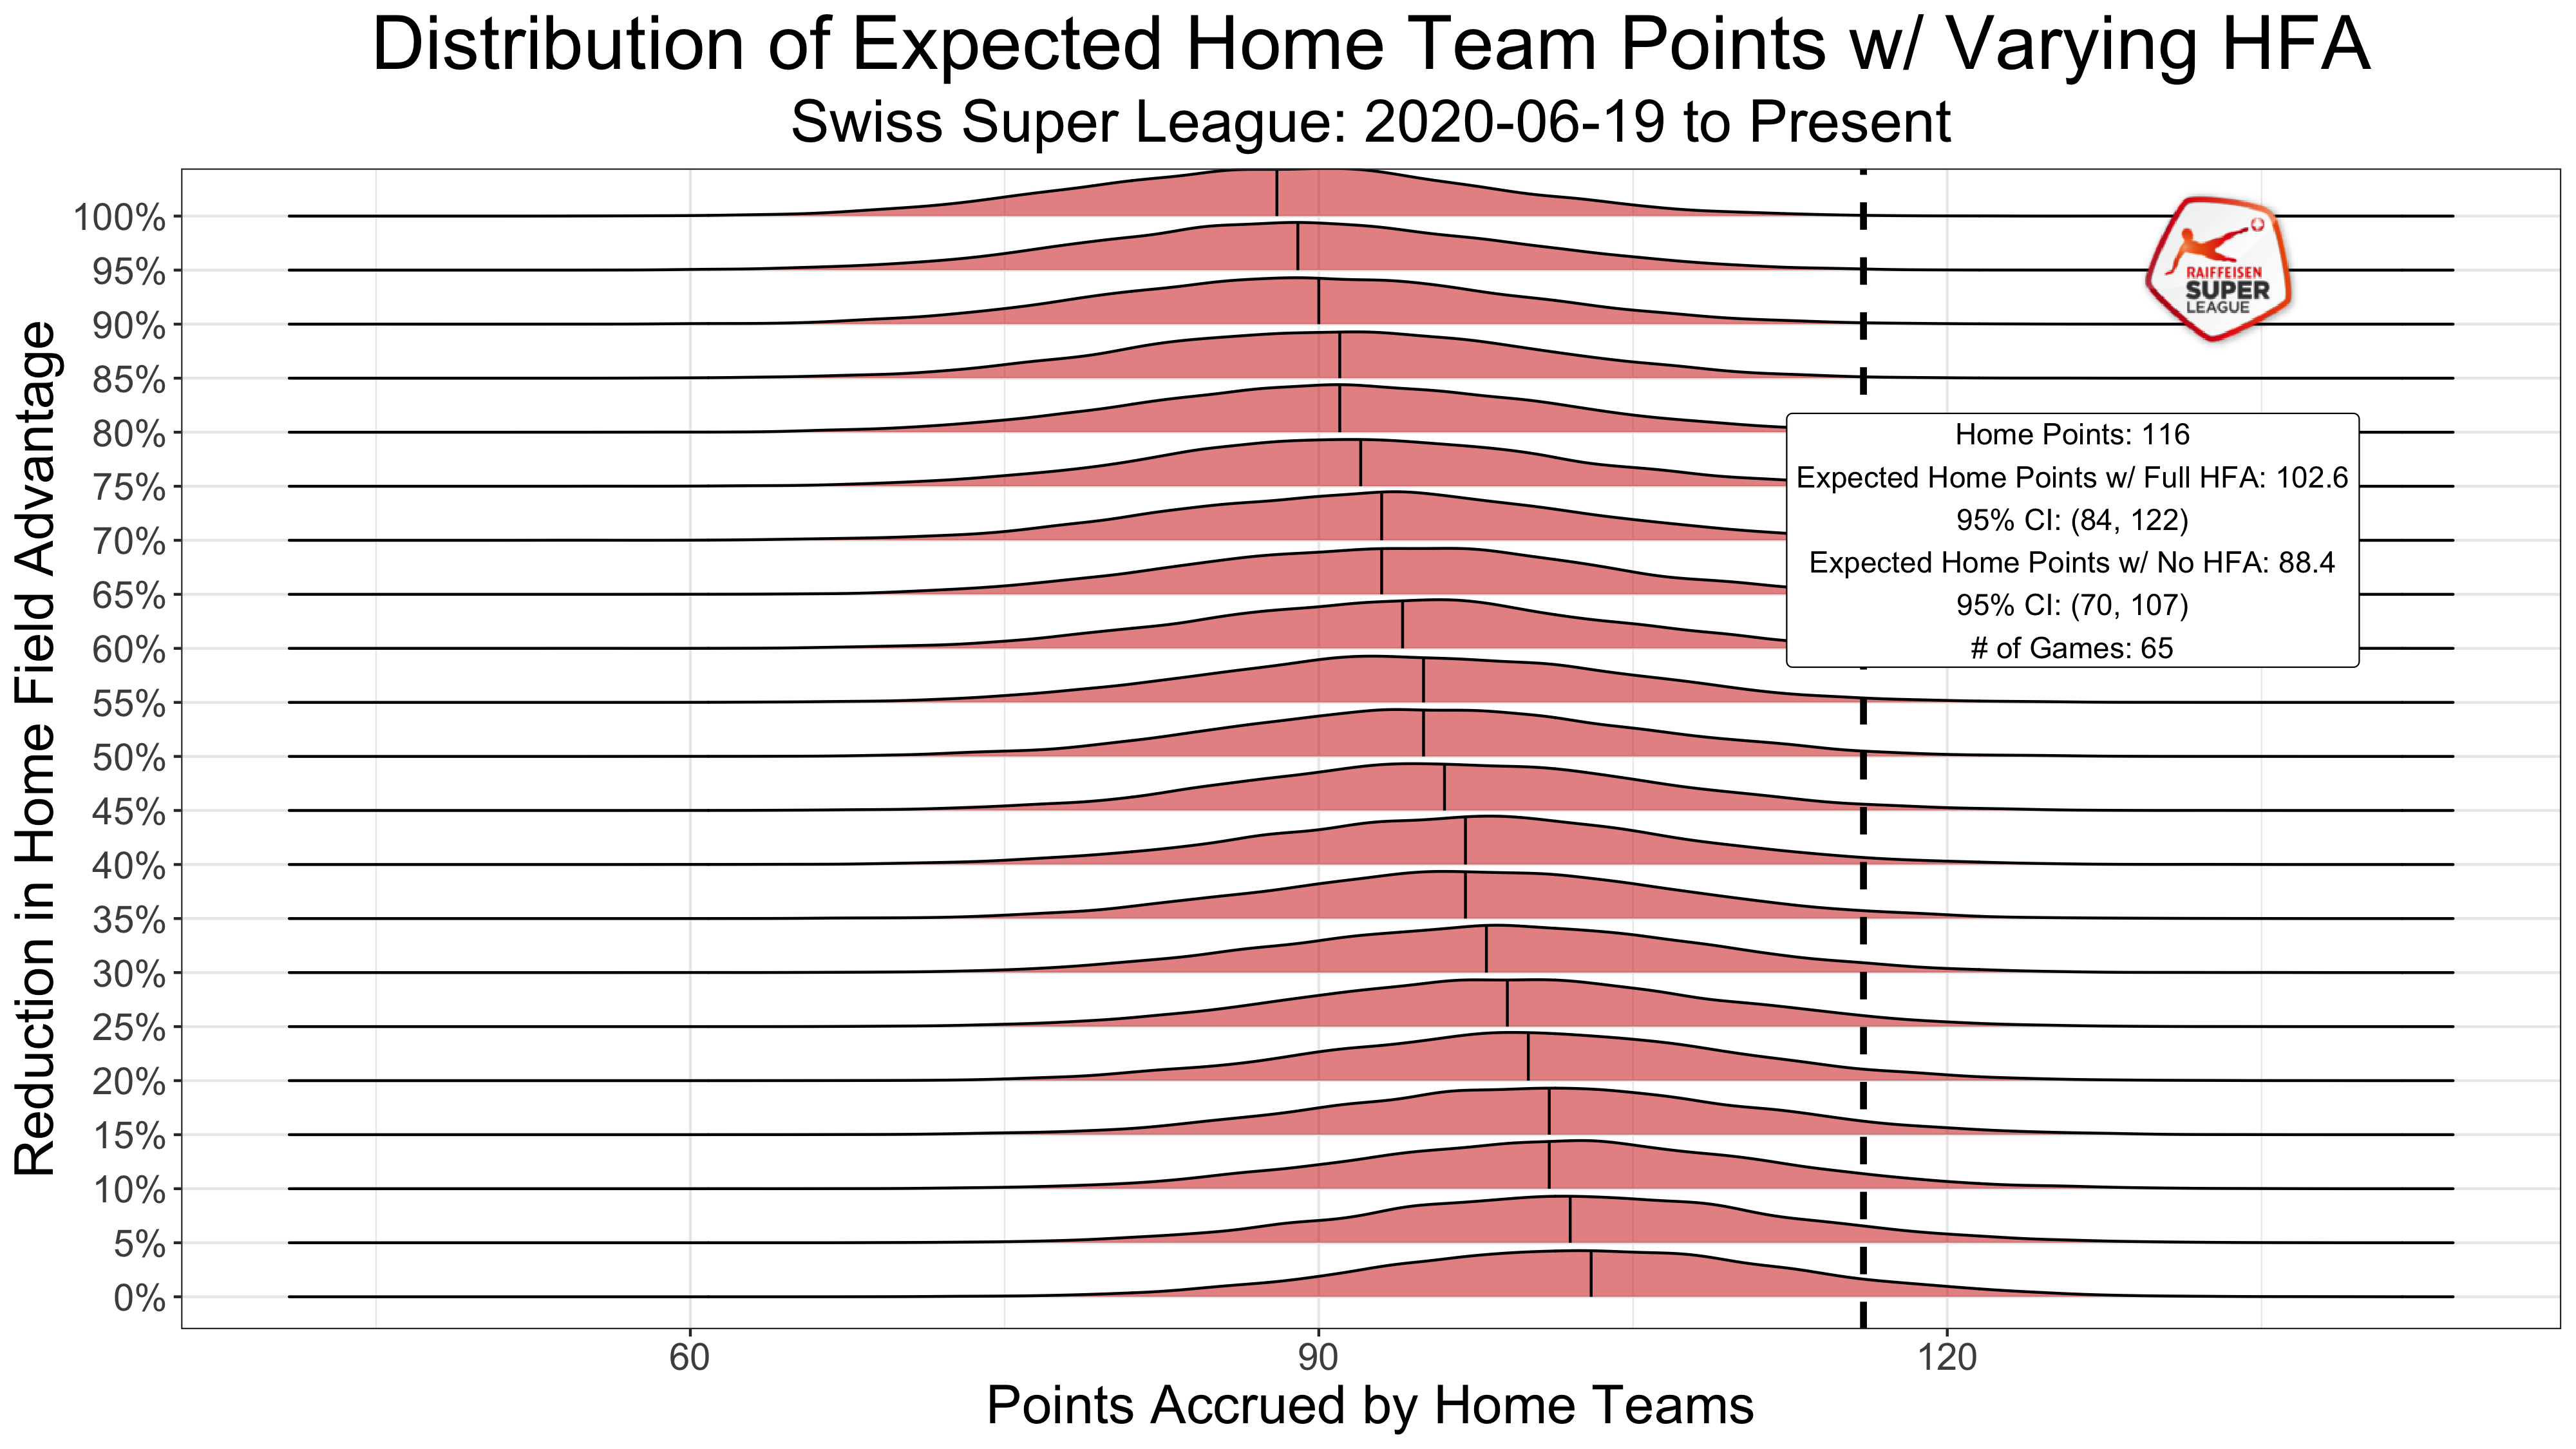 Distribution of Expected Home Team Points w/ Varying HFA
Swiss Super League: 2020-06-19 to Present
Reduction in Home Field Advantage
100%
95%
90%
85%
80%
75%
70%
65%
60%
55%
50%
45%
40%
35%
30%
25%
20%
15%
10%
5%
0%
RAIFFEISEN
SUPER
LEAGUE
Home Points: 116
Expected Home Points w/ Full HFA: 102.6
95% CI: (84, 122)
Expected Home Points w/ No HFA: 88.4
95% CI: (70, 107)
# of Games: 65
60
90
120
Points Accrued by Home Teams